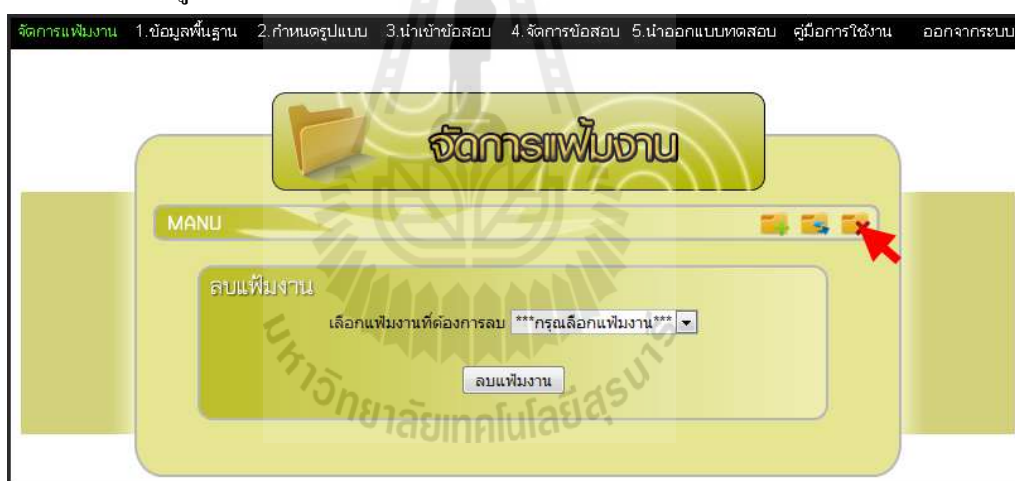 จัดการแฟ้มงาน 1.ข้อมูลพื้นฐาน 2.กำหนดรูปแบบ 3.นำเข้าข้อสอบ 4.จัดการข้อสอบ 5.นำออกแบบทดสอบ คู่มือการใช้งาน ออกจากระบบ
จัดการแฟ้มงาน
MANU
ลบแฟ้มงาน
เลือกแฟ้มงานที่ต้องการลบ ***กรุณลือกแฟ้มงาน***
ลบแฟ้มงาน
มหาวิทยาลัยเทคโนโลยีสุรนารี